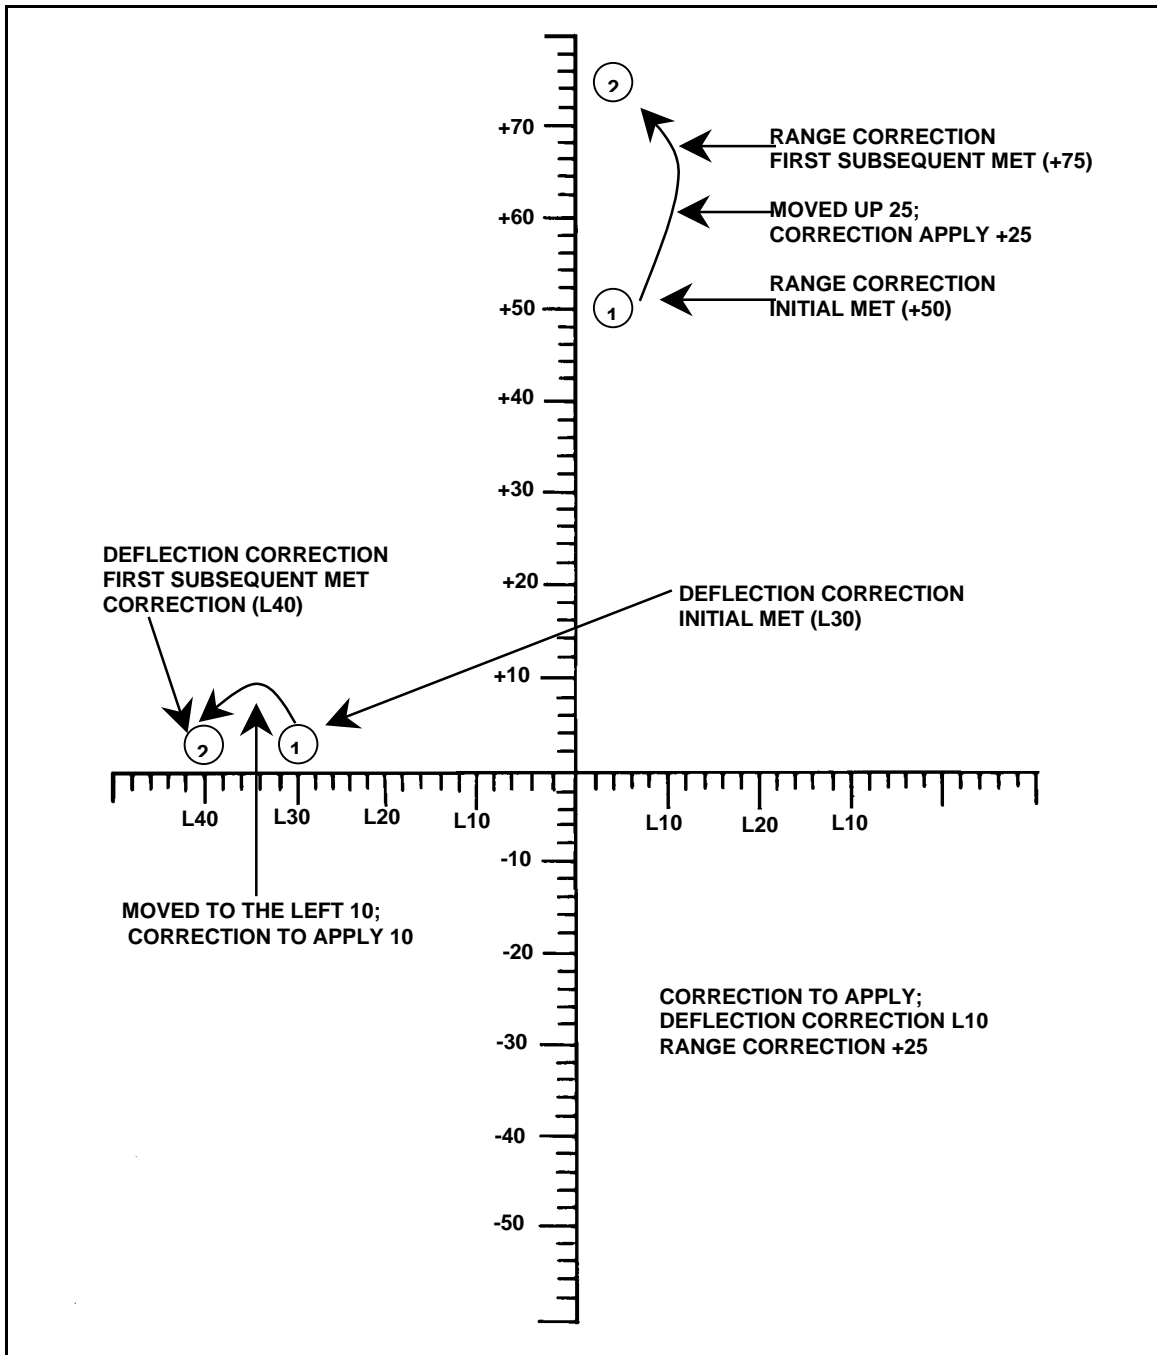 2
+70
RANGE CORRECTION
FIRST SUBSEQUENT MET (+75)
+60
MOVED UP 25;
CORRECTION APPLY +25
+50
1
RANGE CORRECTION
INITIAL MET (+50)
+40
+30
DEFLECTION CORRECTION
FIRST SUBSEQUENT MET
CORRECTION (L40)
+20
DEFLECTION CORRECTION
INITIAL MET (L30)
+10
2
1
L40
L30
L20
L10
L10
L20
L10
-10
MOVED TO THE LEFT 10;
CORRECTION TO APPLY 10
-20
CORRECTION TO APPLY;
DEFLECTION CORRECTION L10
RANGE CORRECTION +25
-30
-40
-50